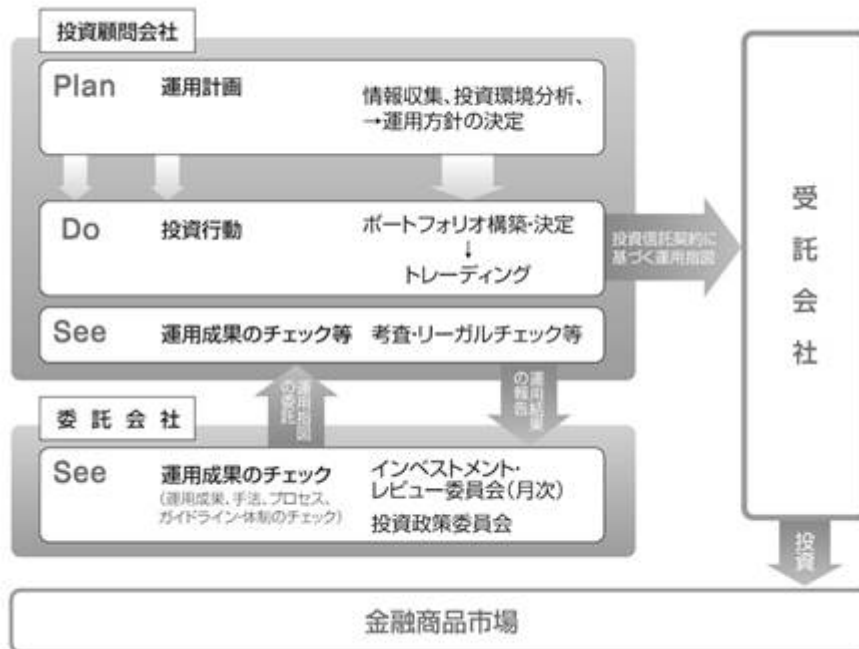 投資顧問会社
Plan 運用計画
情報収集、投資環境分析、
→運用方針の決定
Do 投資行動
ポートフォリオ構築・決定
↓
トレーディング
投資信託契約に
基づく運用指図
See 運用成果のチェック等 考査・リーガルチェック等
運用指図
の委託
運用結果
の報告
委託会社
See 運用成果のチェック
(運用成果、手法、プロセス、
ガイドライン・体制のチェック)
インベストメント・
レビュー委員会(月次)
投資政策委員会
受託会社
投資
金融商品市場